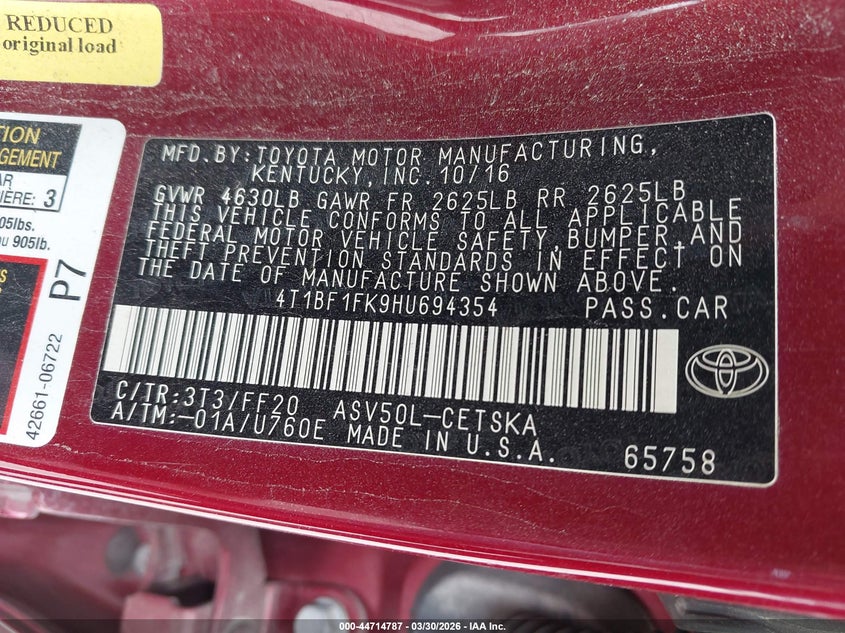 REDUCED
original load
TION
GEMENT
AR
IÈRE: 3
905lbs.
u 905lb.
S
P7
42661-06722
MFD.BY:TOYOTA MOTOR MANUFACTURING,
KENTUCKY,INC.10/16
GVWR 4630LB GAWR FR 2625LB RR 2625LB
THIS VEHICLE CONFORMS TO ALL APPLICABLE
FEDERAL MOTOR VEHICLE SAFETY,BUMPER,AND
THEFT PREVENTION STANDARDS IN EFFECT ON
THE DATE OF MANUFACTURE SHOWN ABOVE.
4T1BF1FK9HU694354 PASS.CAR
C/TR:3T3/FF20 ASV50L-CETSKA
A/TM:-01A/U760E MADE IN U.S.A.
65758
000-44714787 - 03/30/2026 - IAA Inc.